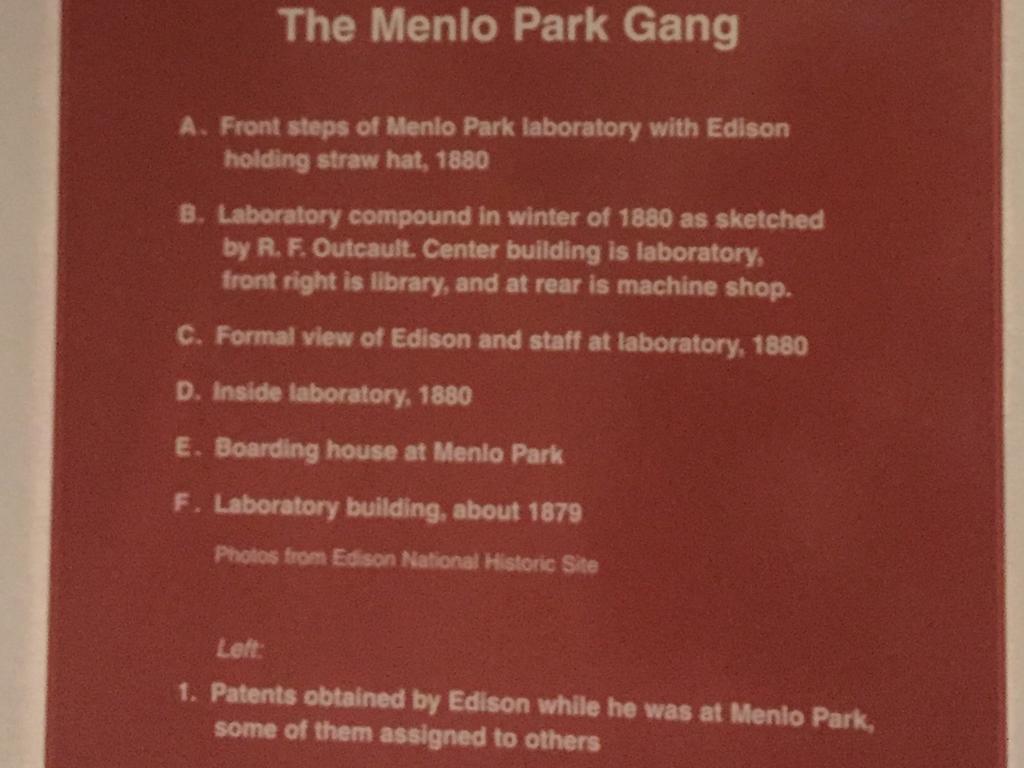 The Menlo Park Gang
A. Front steps of Menlo Park laboratory with Edison
holding straw hat, 1880
B. Laboratory compound in winter of 1880 as sketched
by R. F. Outcault. Center building is laboratory,
front right is library, and at rear is machine shop.
C. Formal view of Edison and staff at laboratory, 1880
D. Inside laboratory, 1880
E. Boarding house at Menlo Park
F. Laboratory building, about 1879
Photos from Edison National Historic Site
Left:
1. Patents obtained by Edison while he was at Menlo Park,
some of them assigned to others